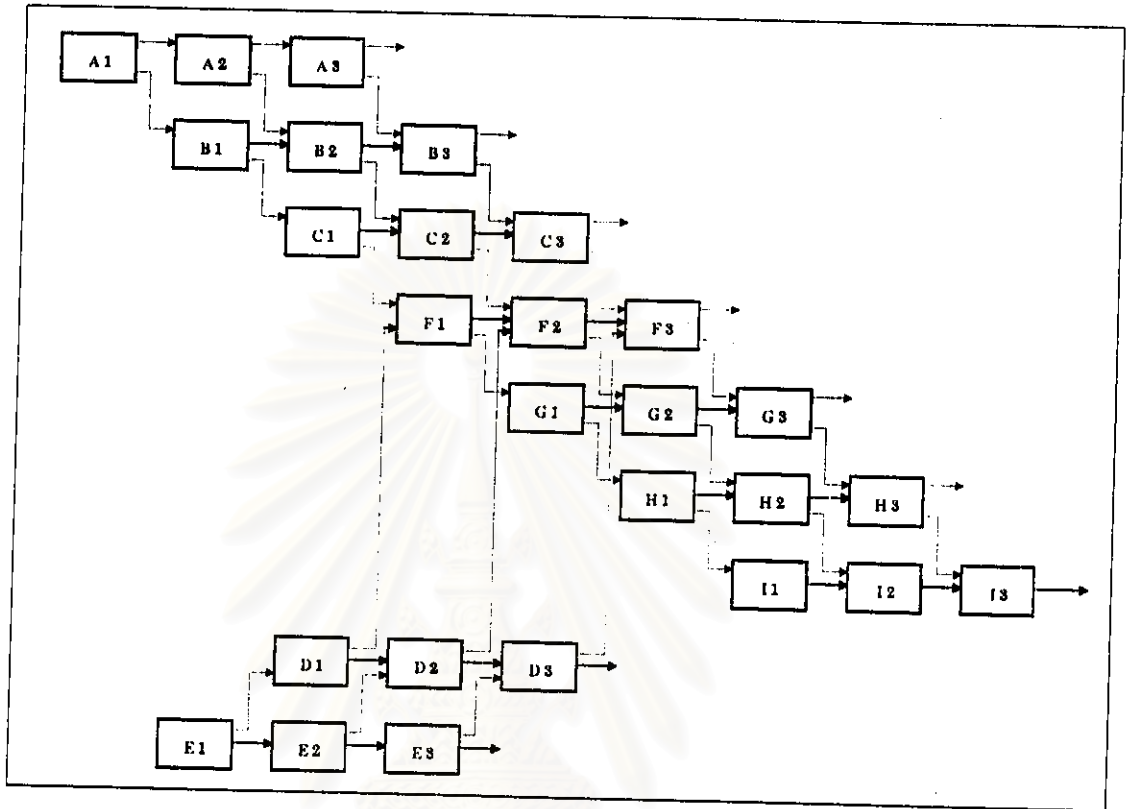 A1 A2 A3
B1 B2 B3
C1 C2 C3
F1 F2 F3
G1 G2 G3
H1 H2 H3
I1 I2 I3
D1 D2 D3
E1 E2 E3